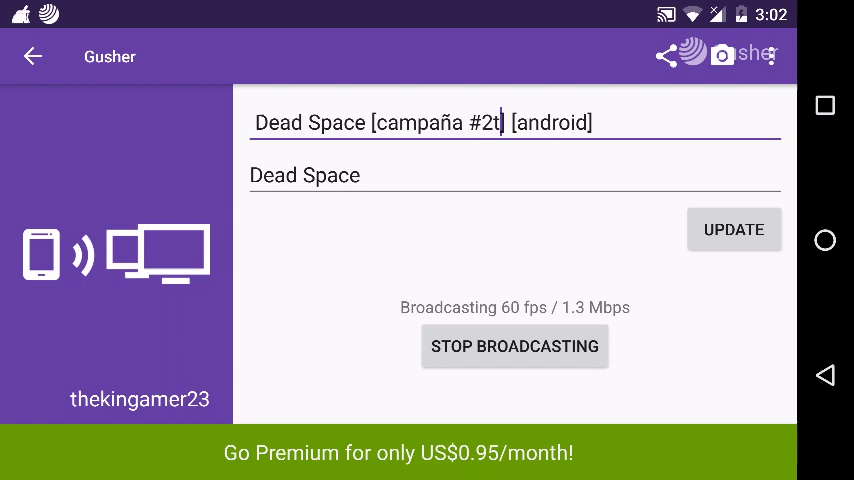 3:02
Gusher
Gusher
Dead Space [campaña #2t] [android]
Dead Space
UPDATE
Broadcasting 60 fps / 1.3 Mbps
STOP BROADCASTING
thekingamer23
Go Premium for only US$0.95/month!